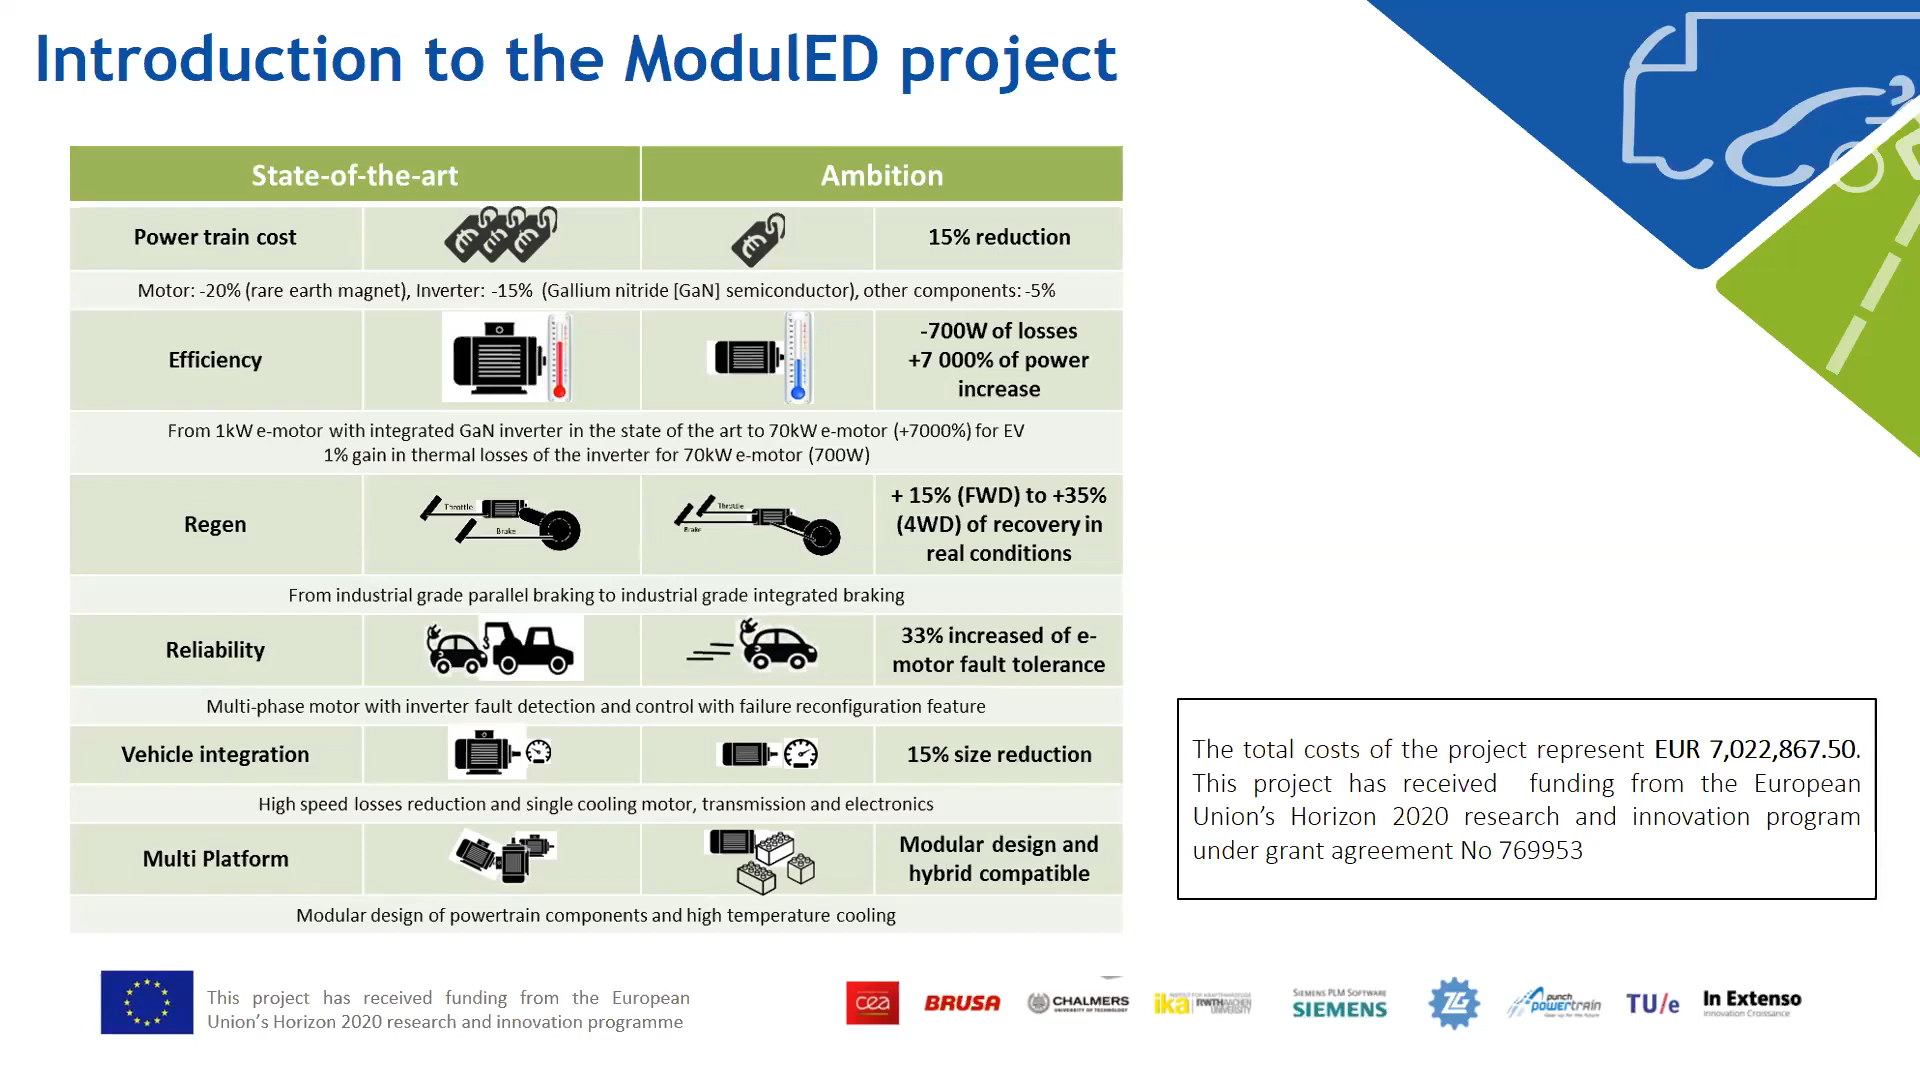 Introduction to the ModulED project
State-of-the-art
Ambition
Power train cost
15% reduction
Motor: -20% (rare earth magnet), Inverter: -15% (Gallium nitride [GaN] semiconductor), other components: -5%
Efficiency
-700W of losses
+7 000% of power
increase
From 1kW e-motor with integrated GaN inverter in the state of the art to 70kW e-motor (+7000%) for EV
1% gain in thermal losses of the inverter for 70kW e-motor (700W)
Regen
Throttle
Brake
Throttle
Brake
+ 15% (FWD) to +35%
(4WD) of recovery in
real conditions
From industrial grade parallel braking to industrial grade integrated braking
Reliability
33% increased of e-
motor fault tolerance
Multi-phase motor with inverter fault detection and control with failure reconfiguration feature
Vehicle integration
15% size reduction
High speed losses reduction and single cooling motor, transmission and electronics
Multi Platform
Modular design and
hybrid compatible
Modular design of powertrain components and high temperature cooling
The total costs of the project represent EUR 7,022,867.50.
This project has received funding from the European
Union's Horizon 2020 research and innovation program
under grant agreement No 769953
This project has received funding from the European
Union's Horizon 2020 research and innovation programme
cea
BRUSA
CHALMERS
UNIVERSITY OF TECHNOLOGY
ika
RWTH AACHEN
UNIVERSITY
SIEMENS PLM SOFTWARE
SIEMENS
ZG
punch
powertrain
TU/e
In Extenso
Innovation Croissance